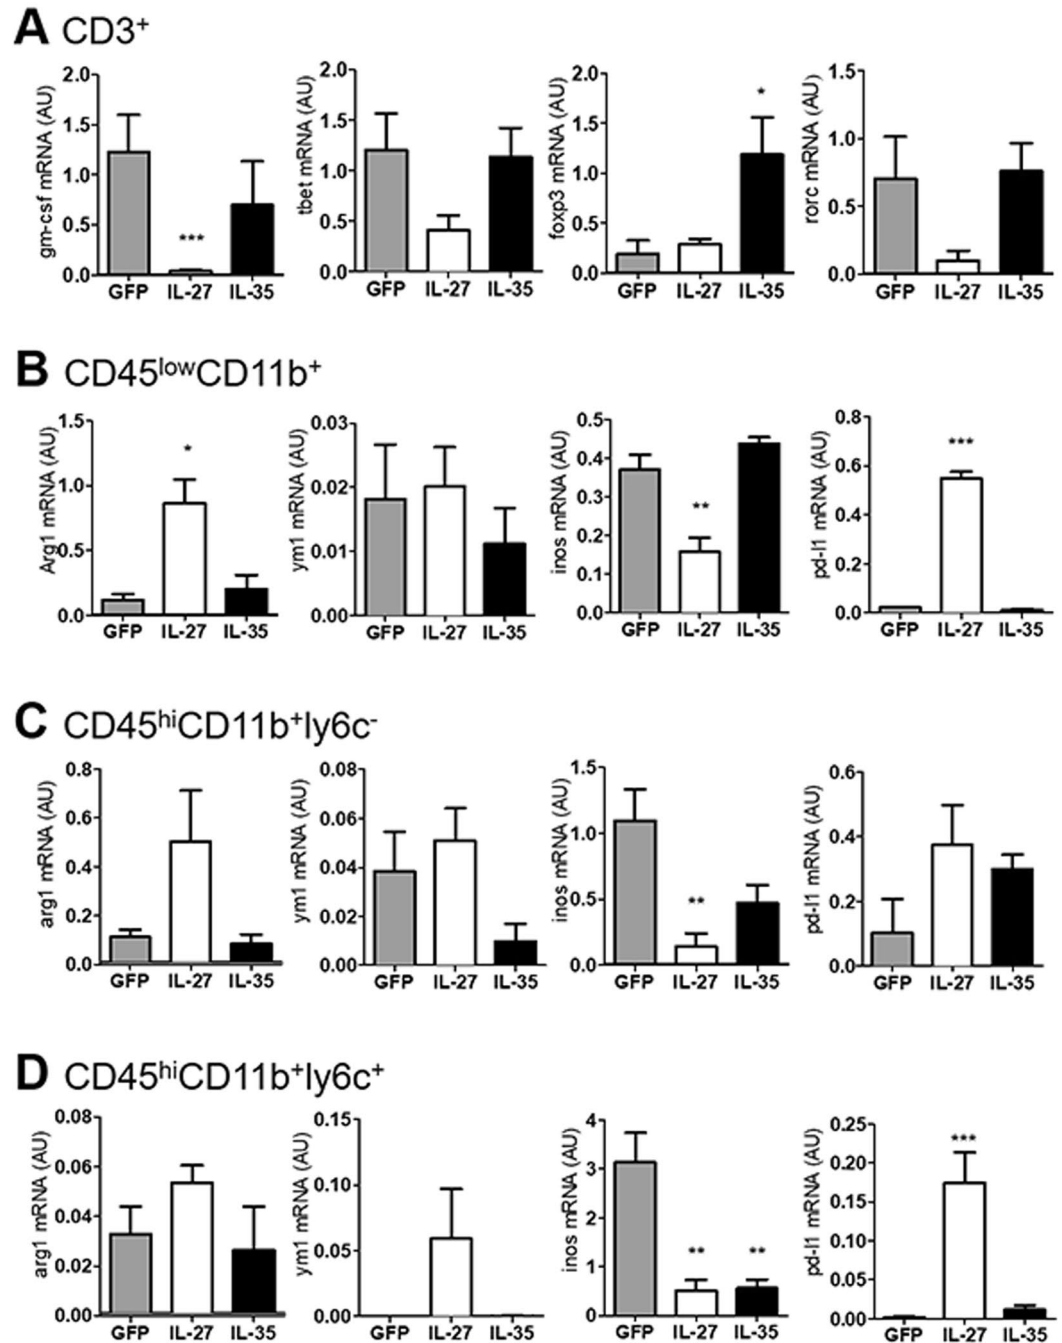 A CD3+
gm-csf mRNA (AU)
2.0
1.5
1.0
0.5
0.0
***
GFP IL-27 IL-35
tbet mRNA (AU)
2.0
1.5
1.0
0.5
0.0
GFP IL-27 IL-35
foxp3 mRNA (AU)
2.0
1.5
1.0
0.5
0.0
*
GFP IL-27 IL-35
rorc mRNA (AU)
1.5
1.0
0.5
0.0
GFP IL-27 IL-35
B CD45lowCD11b+
Arg1 mRNA (AU)
1.5
1.0
0.5
0.0
*
GFP IL-27 IL-35
ym1 mRNA (AU)
0.03
0.02
0.01
0.00
GFP IL-27 IL-35
inos mRNA (AU)
0.5
0.4
0.3
0.2
0.1
0.0
**
GFP IL-27 IL-35
pd-l1 mRNA (AU)
0.8
0.6
0.4
0.2
0.0
***
GFP IL-27 IL-35
C CD45hiCD11b+ly6c-
arg1 mRNA (AU)
0.8
0.6
0.4
0.2
0.0
GFP IL-27 IL-35
ym1 mRNA (AU)
0.08
0.06
0.04
0.02
0.00
GFP IL-27 IL-35
inos mRNA (AU)
1.5
1.0
0.5
0.0
**
GFP IL-27 IL-35
pd-l1 mRNA (AU)
0.6
0.4
0.2
0.0
GFP IL-27 IL-35
D CD45hiCD11b+ly6c+
arg1 mRNA (AU)
0.08
0.06
0.04
0.02
0.00
GFP IL-27 IL-35
ym1 mRNA (AU)
0.15
0.10
0.05
0.00
GFP IL-27 IL-35
inos mRNA (AU)
4
3
2
1
0
** **
GFP IL-27 IL-35
pd-l1 mRNA (AU)
0.25
0.20
0.15
0.10
0.05
0.00
***
GFP IL-27 IL-35